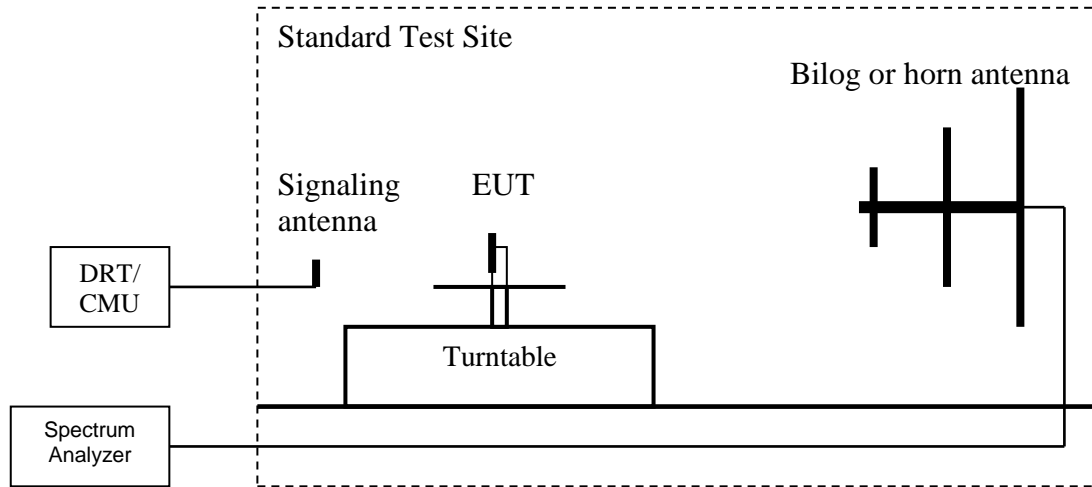 Standard Test Site
Bilog or horn antenna
Signaling
antenna
EUT
DRT/
CMU
Turntable
Spectrum
Analyzer